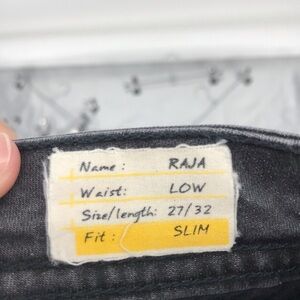 Name: RAJA
Waist: LOW
Size/length: 27/32
Fit: SLIM